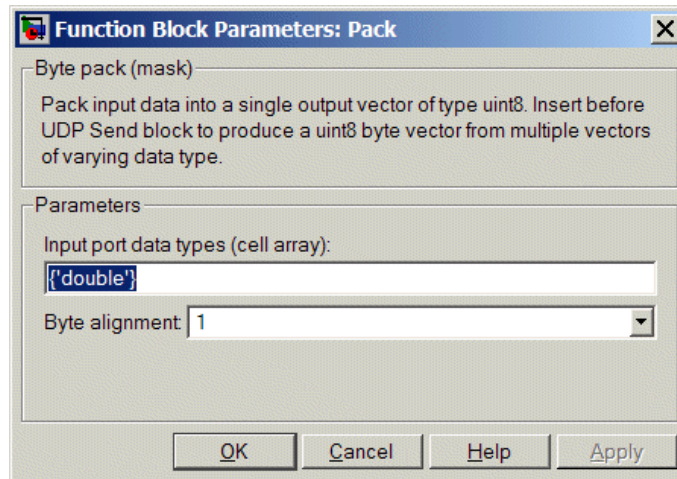 Function Block Parameters: Pack
Byte pack (mask)
Pack input data into a single output vector of type uint8. Insert before
UDP Send block to produce a uint8 byte vector from multiple vectors
of varying data type.
Parameters
Input port data types (cell array):
{'double'}
Byte alignment: 1
OK Cancel Help Apply